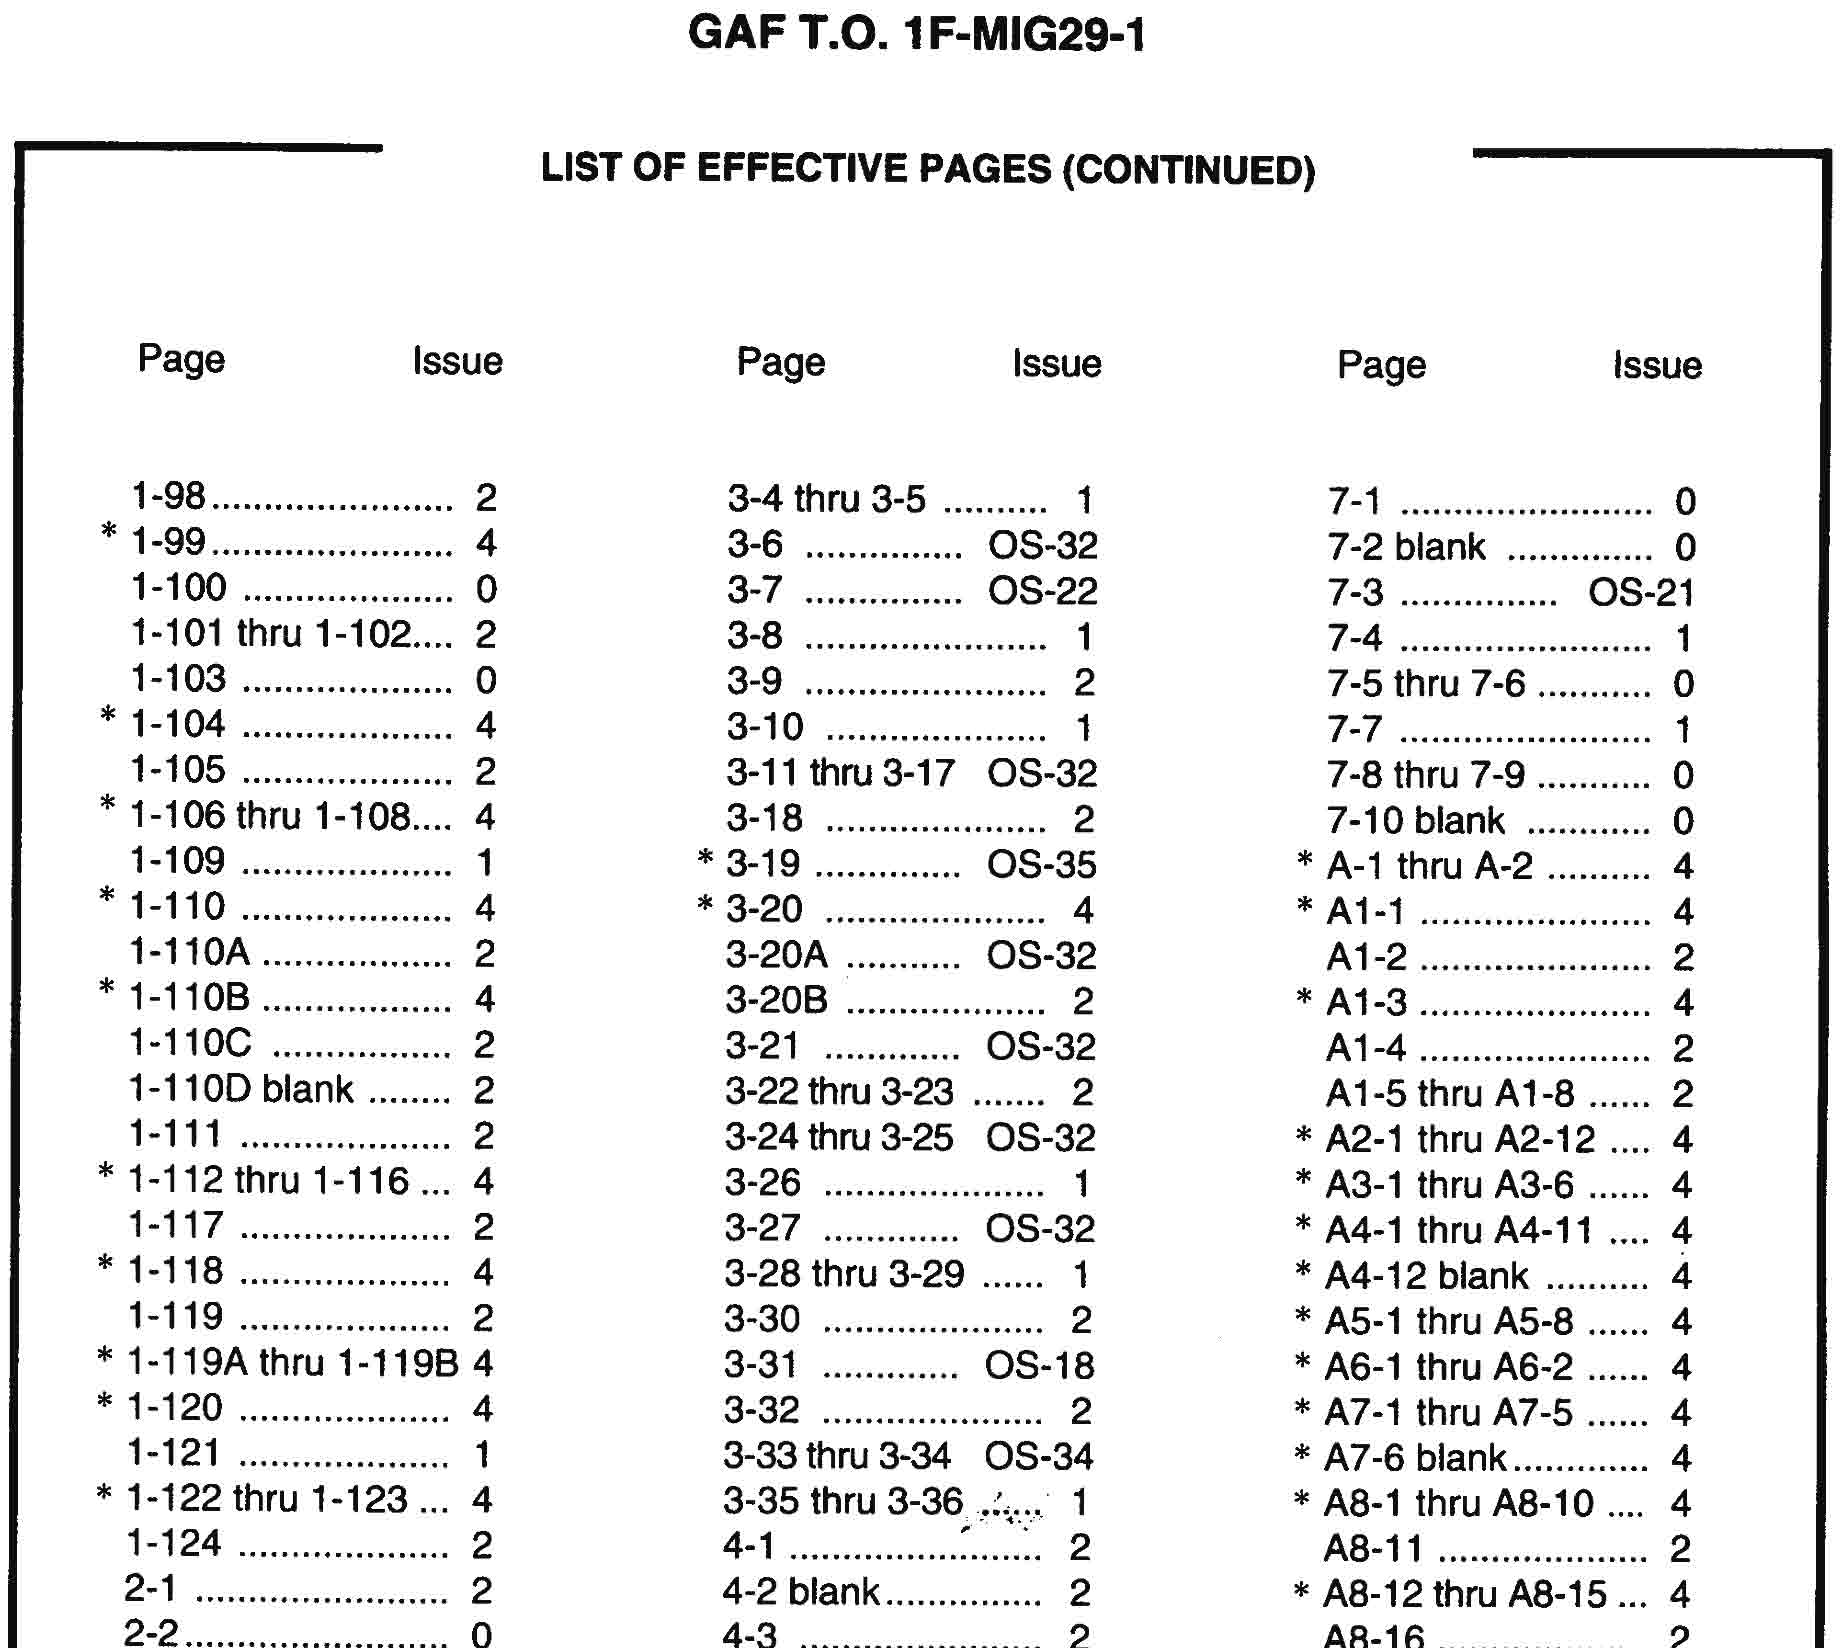 GAF T.O. 1F-MIG29-1
LIST OF EFFECTIVE PAGES (CONTINUED)
Page Issue
1-98...................... 2
* 1-99...................... 4
1-100 ................... 0
1-101 thru 1-102.... 2
1-103 ................... 0
* 1-104 ................... 4
1-105 ................... 2
* 1-106 thru 1-108.... 4
1-109 ................... 1
* 1-110 ................... 4
1-110A ................. 2
* 1-110B ................. 4
1-110C ................ 2
1-110D blank ........ 2
1-111 ................... 2
* 1-112 thru 1-116 ... 4
1-117 ................... 2
* 1-118 ................... 4
1-119 ................... 2
* 1-119A thru 1-119B 4
* 1-120 ................... 4
1-121 ................... 1
* 1-122 thru 1-123 ... 4
1-124 ................... 2
2-1 ....................... 2
2-2........................ 0
Page Issue
3-4 thru 3-5 .......... 1
3-6 .............. OS-32
3-7 .............. OS-22
3-8 ...................... 1
3-9 ...................... 2
3-10 .................... 1
3-11 thru 3-17 OS-32
3-18 .................... 2
* 3-19 ............. OS-35
* 3-20 .................... 4
3-20A ........... OS-32
3-20B .................. 2
3-21 ............ OS-32
3-22 thru 3-23 ....... 2
3-24 thru 3-25 OS-32
3-26 .................... 1
3-27 ............ OS-32
3-28 thru 3-29 ...... 1
3-30 .................... 2
3-31 ............ OS-18
3-32 .................... 2
3-33 thru 3-34 OS-34
3-35 thru 3-36 ...... 1
4-1 ....................... 2
4-2 blank.............. 2
4-3 ...................... 2
Page Issue
7-1 ....................... 0
7-2 blank ............. 0
7-3 .............. OS-21
7-4 ....................... 1
7-5 thru 7-6 ........... 0
7-7 ....................... 1
7-8 thru 7-9 ........... 0
7-10 blank ............ 0
* A-1 thru A-2 .......... 4
* A1-1 ..................... 4
A1-2 ..................... 2
* A1-3 ..................... 4
A1-4 ..................... 2
A1-5 thru A1-8 ...... 2
* A2-1 thru A2-12 .... 4
* A3-1 thru A3-6 ...... 4
* A4-1 thru A4-11 .... 4
* A4-12 blank .......... 4
* A5-1 thru A5-8 ...... 4
* A6-1 thru A6-2 ...... 4
* A7-1 thru A7-5 ...... 4
* A7-6 blank............. 4
* A8-1 thru A8-10 .... 4
A8-11 ................... 2
* A8-12 thru A8-15 ... 4
A8-16 ................... 2